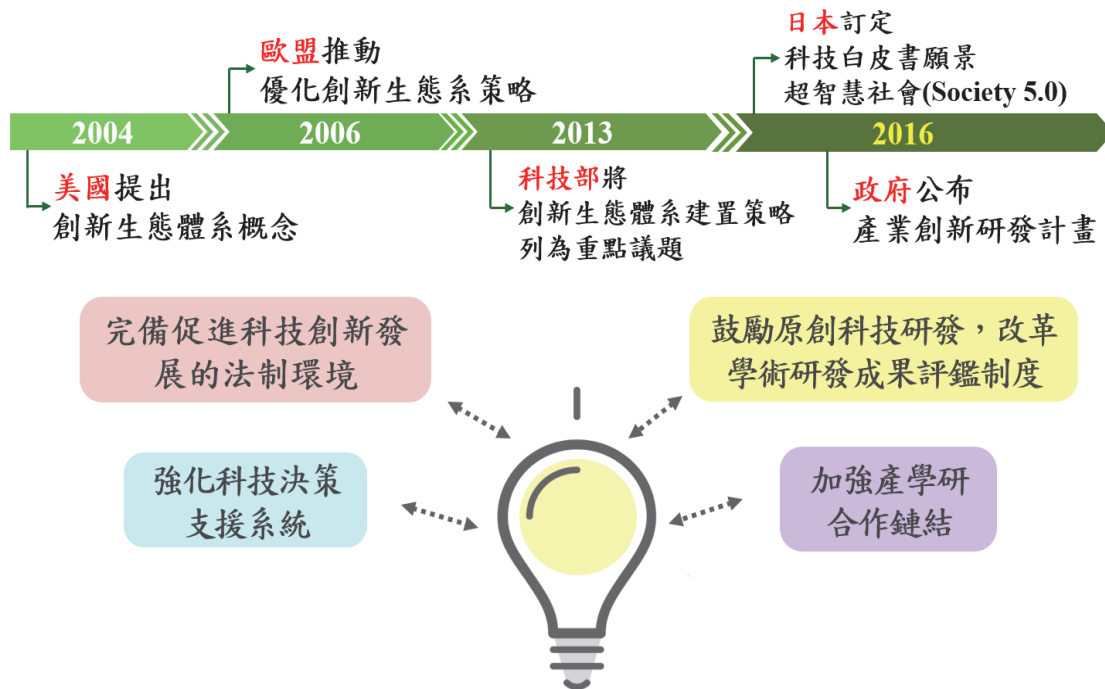 歐盟推動
優化創新生態系策略
日本訂定
科技白皮書願景
超智慧社會(Society 5.0)
2004
2006
2013
2016
美國提出
創新生態體系概念
科技部將
創新生態體系建置策略
列為重點議題
政府公布
產業創新研發計畫
完備促進科技創新發
展的法制環境
鼓勵原創科技研發，改革
學術研發成果評鑑制度
強化科技決策
支援系統
加強產學研
合作鏈結